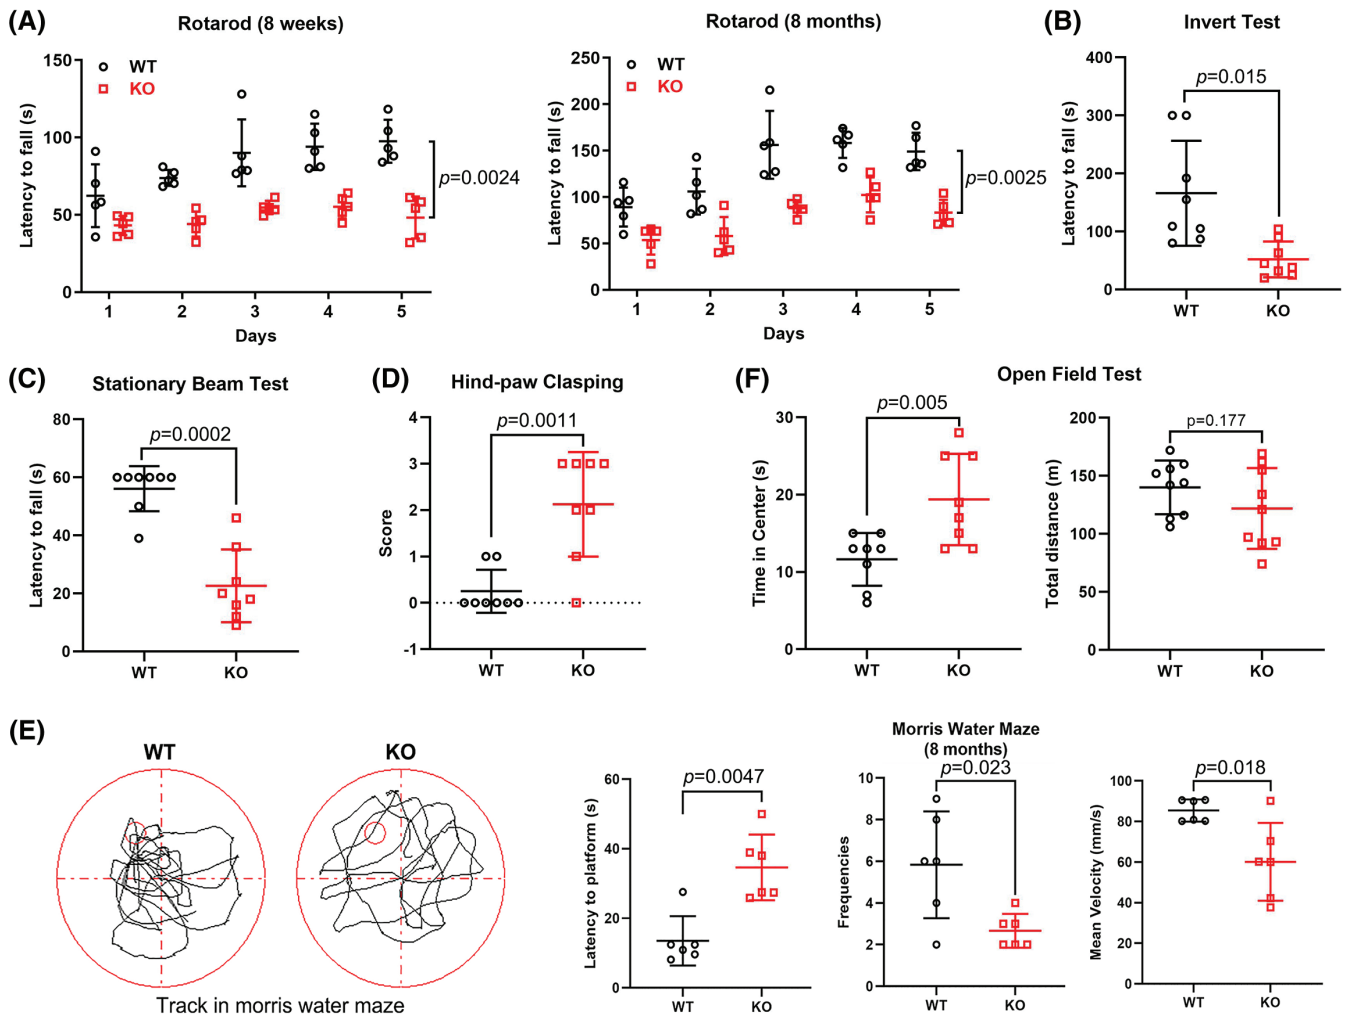 (A)
Rotarod (8 weeks)
Latency to fall (s)
150
100
50
0
WT
KO
p=0.0024
1 2 3 4 5
Days
Rotarod (8 months)
Latency to fall (s)
250
200
150
100
50
0
WT
KO
p=0.0025
1 2 3 4 5
Days
(B)
Invert Test
Latency to fall (s)
400
300
200
100
0
p=0.015
WT KO
(C)
Stationary Beam Test
Latency to fall (s)
80
60
40
20
0
p=0.0002
WT KO
(D)
Hind-paw Clasping
Score
4
3
2
1
0
-1
p=0.0011
WT KO
(F)
Open Field Test
Time in Center (s)
30
20
10
0
p=0.005
WT KO
Total distance (m)
200
150
100
50
0
p=0.177
WT KO
(E)
WT KO
Track in morris water maze
Morris Water Maze
(8 months)
Latency to platform (s)
60
40
20
0
p=0.0047
WT KO
Frequencies
10
8
6
4
2
0
p=0.023
WT KO
Mean Velocity (mm/s)
100
80
60
40
20
0
p=0.018
WT KO